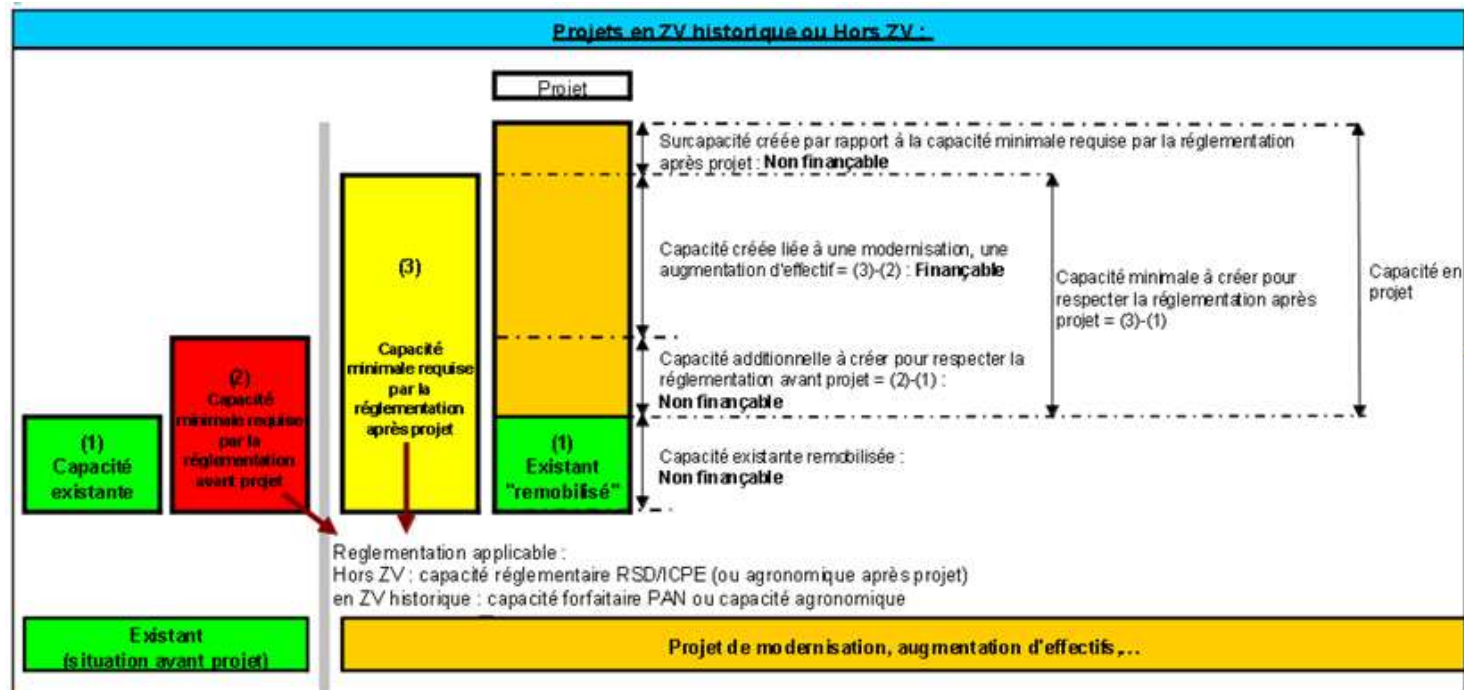 Projets en ZV historique ou Hors ZV :
Projet
Surcapacité créée par rapport à la capacité minimale requise par la réglementation
après projet : Non finançable
Capacité créée liée à une modernisation, une
augmentation d'effectif = (3)-(2) : Finançable
Capacité minimale à créer pour
respecter la réglementation après
projet = (3)-(1)
Capacité en
projet
Capacité additionnelle à créer pour respecter la
réglementation avant projet = (2)-(1) :
Non finançable
Capacité existante remobilisée :
Non finançable
(1)
Capacité
existante
(2)
Capacité
minimale requise
par la
réglementation
avant projet
(3)
Capacité
minimale requise
par la
réglementation
après projet
(1)
Existant
"remobilisé"
Reglementation applicable :
Hors ZV : capacité réglementaire RSD/ICPE (ou agronomique après projet)
en ZV historique : capacité forfaitaire PAN ou capacité agronomique
Existant
(situation avant projet)
Projet de modernisation, augmentation d'effectifs,...